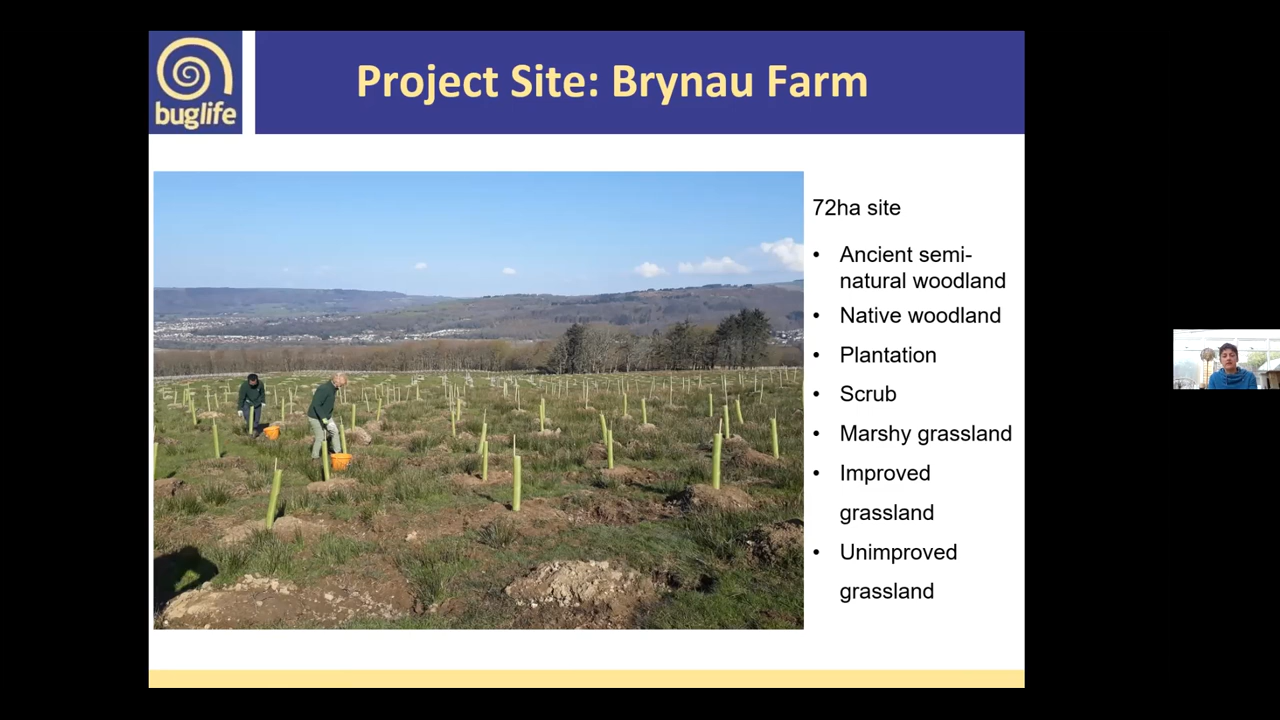 buglife
Project Site: Brynau Farm
72ha site
• Ancient semi-
natural woodland
• Native woodland
• Plantation
• Scrub
• Marshy grassland
• Improved
grassland
• Unimproved
grassland